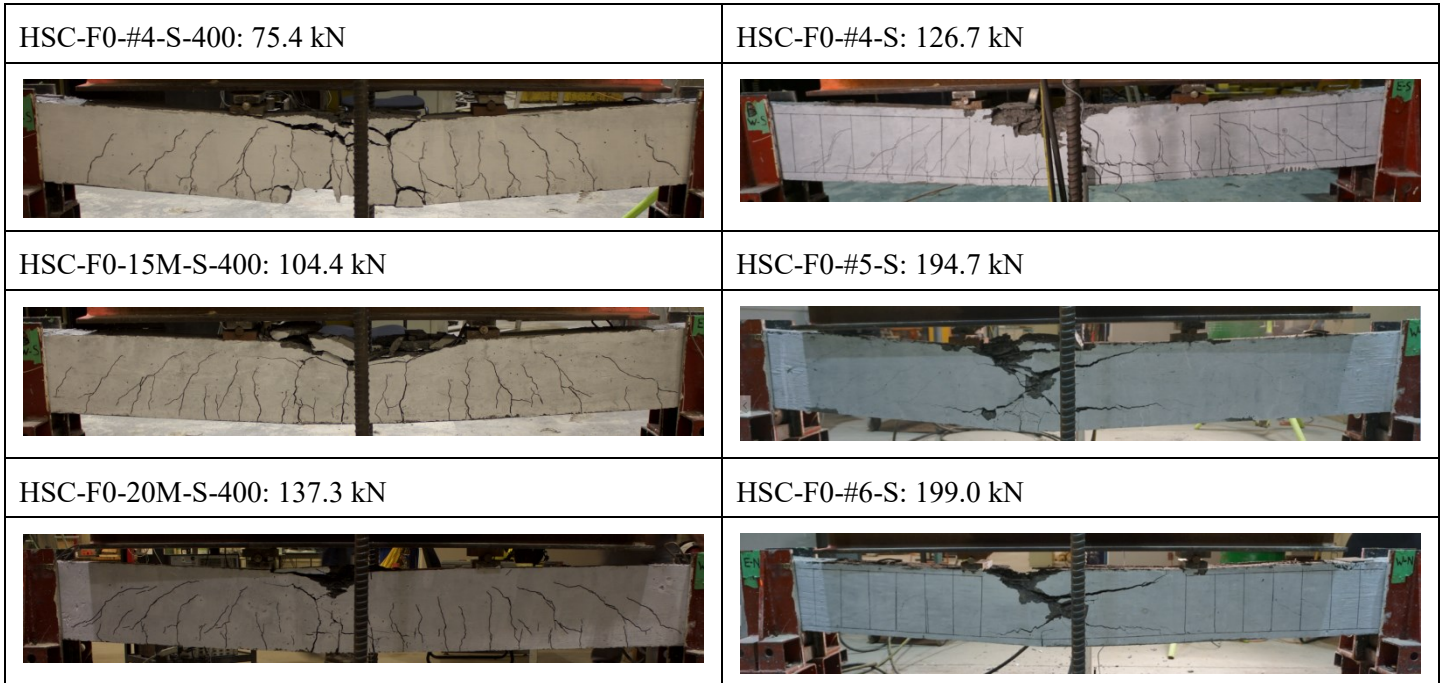 HSC-F0-#4-S-400: 75.4 kN
HSC-F0-#4-S: 126.7 kN
E-S
HSC-F0-15M-S-400: 104.4 kN
HSC-F0-#5-S: 194.7 kN
HSC-F0-20M-S-400: 137.3 kN
HSC-F0-#6-S: 199.0 kN
E-N
W-N